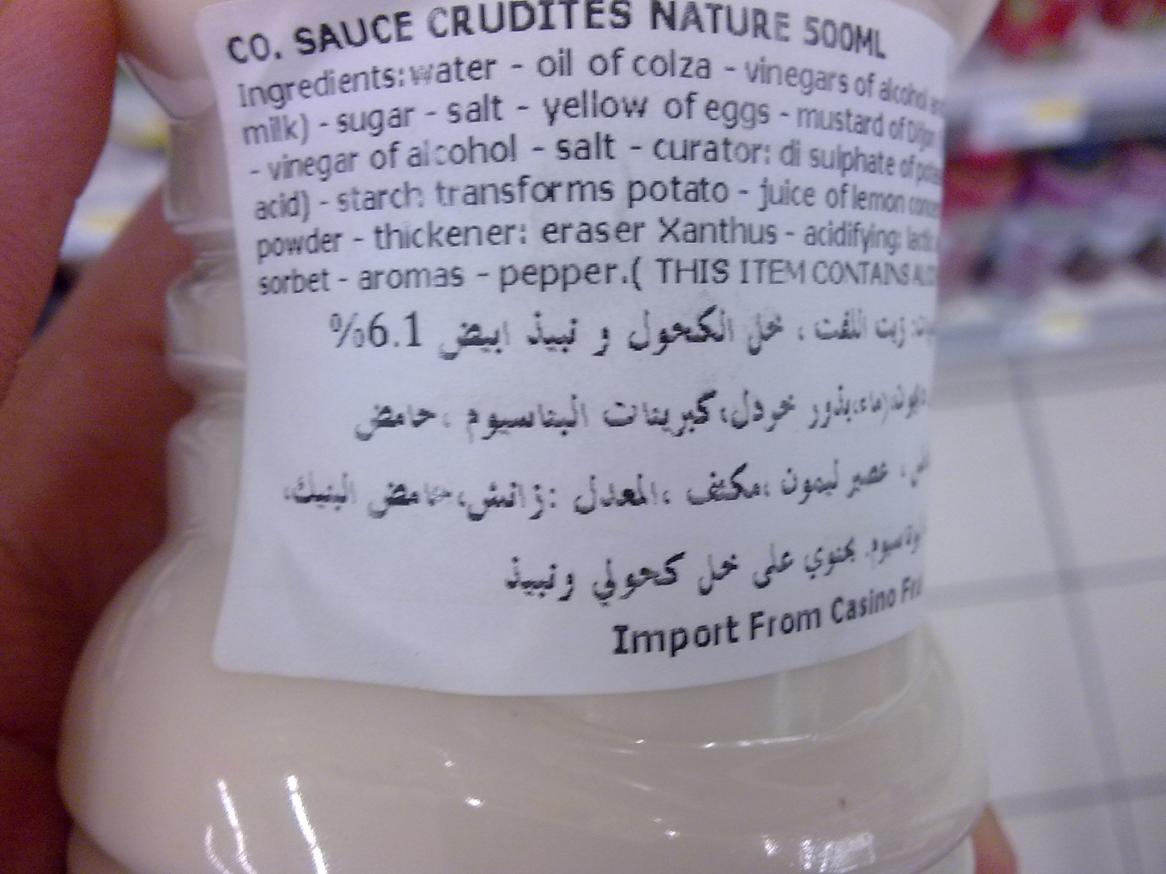 CO. SAUCE CRUDITES NATURE 500ML
Ingredients: water - oil of colza - vinegars of alcohol
milk) - sugar - salt - yellow of eggs - mustard of Dijon
- vinegar of alcohol - salt - curator: di sulphate of
acid) - starch transforms potato - juice of lemon
powder - thickener: eraser Xanthus - acidifying:
sorbet - aromas - pepper.( THIS ITEM CONTAINS
زيت اللفت ، خل الكحول و نبيذ ابيض 6.1%
(ماء،بذور خردل،كبريتات البتاسيوم ،حامض
عصير ليمون ،مكثف ،المعدل :زانش،حامض البنيك،
يحتوي على خل كحولي ونبيذ
Import From Casino